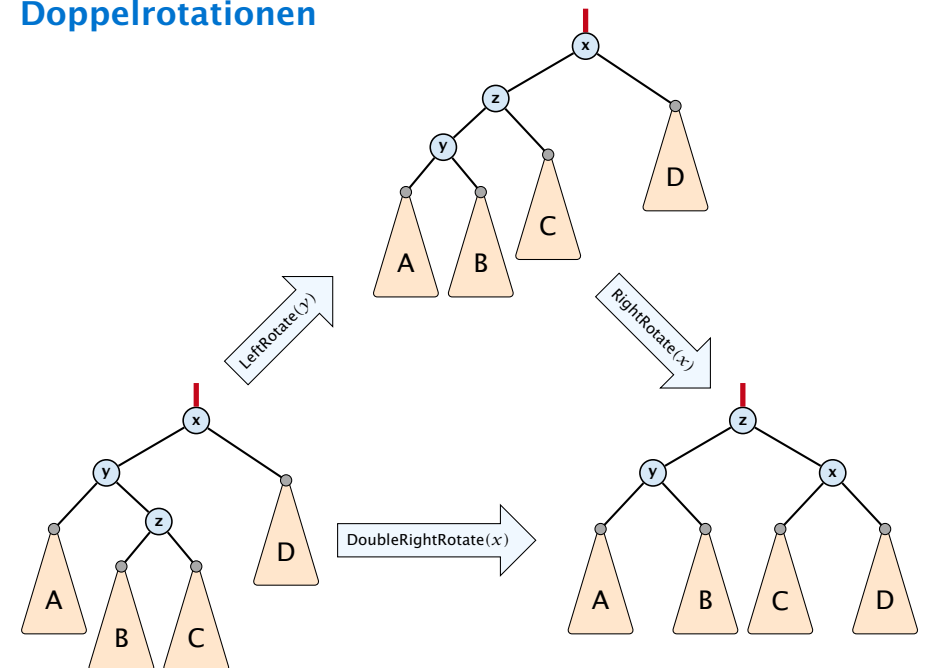 Doppelrotationen
x
z
y
D
C
A
B
LeftRotate(y)
RightRotate(x)
x
y
z
D
A
B
C
DoubleRightRotate(x)
z
y
x
A
B
C
D